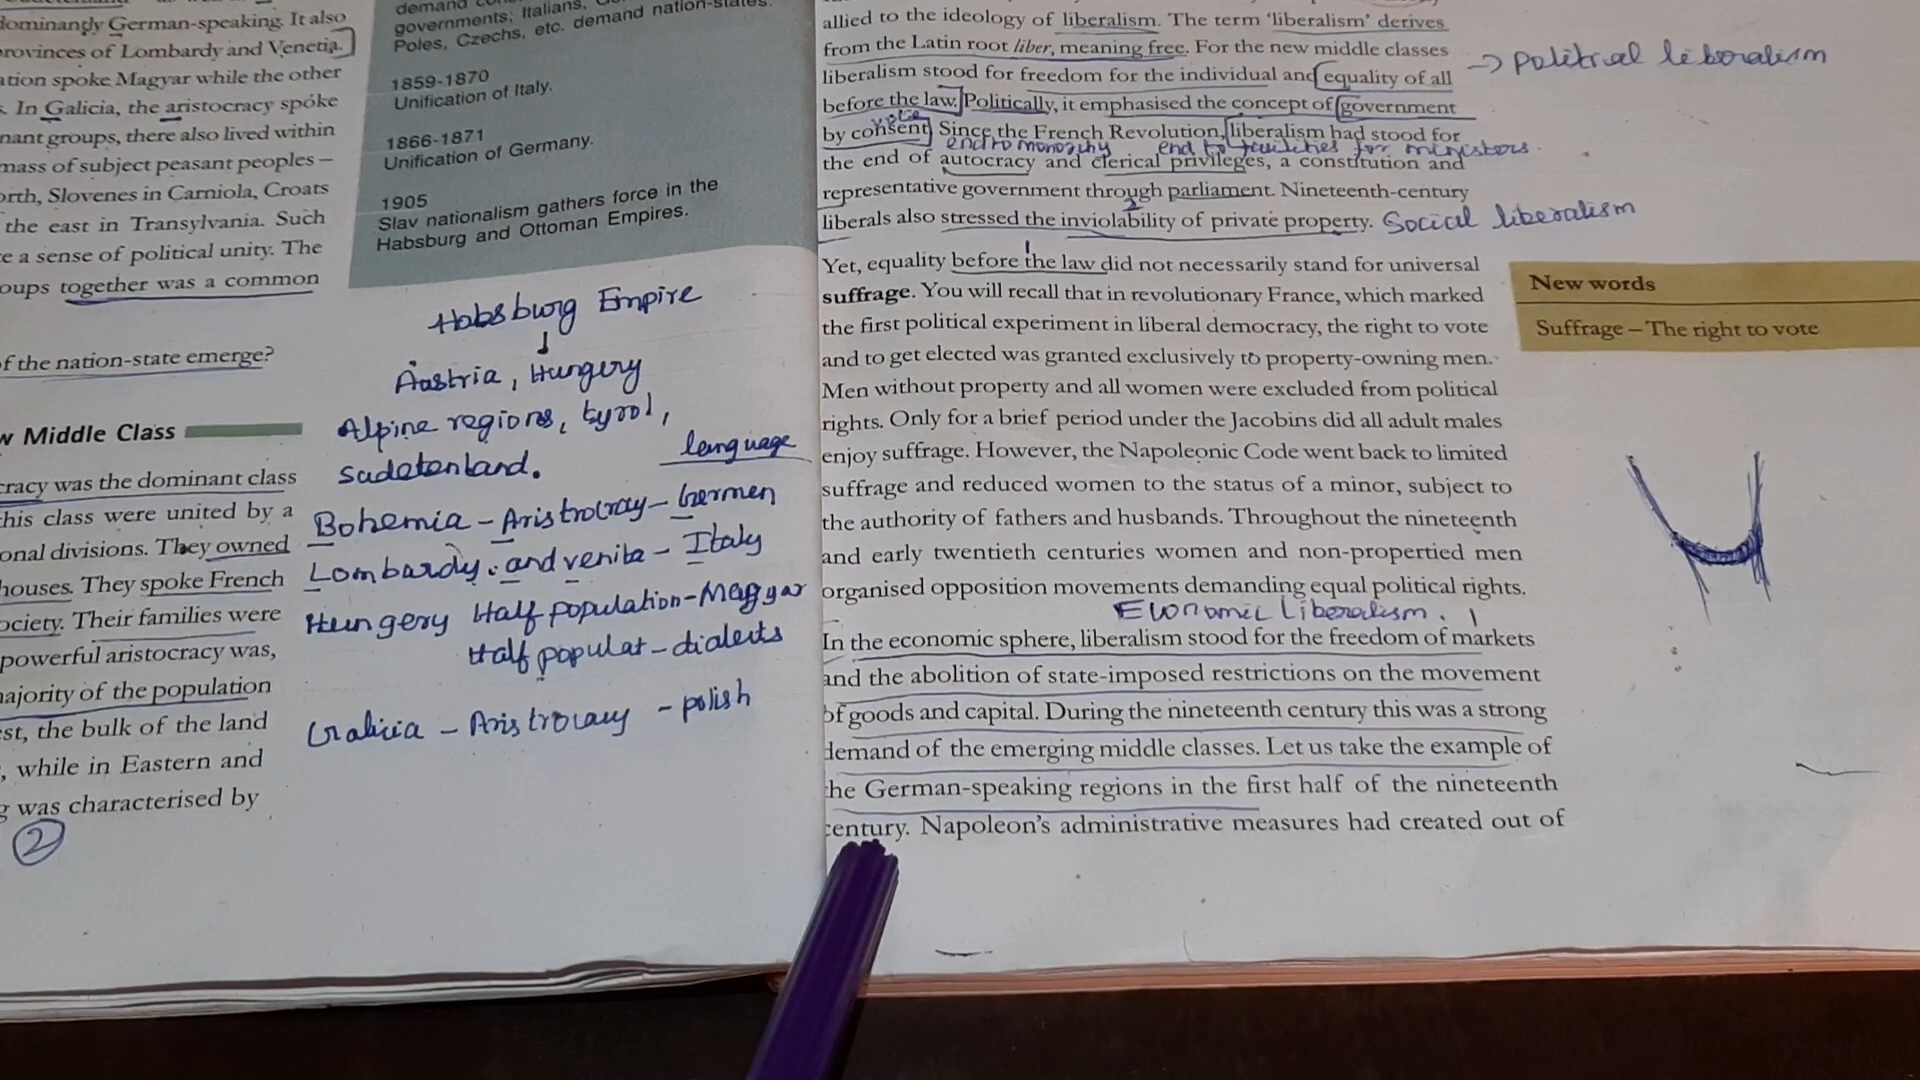 dominantly German-speaking. It also
provinces of Lombardy and Venetia.
ation spoke Magyar while the other
s. In Galicia, the aristocracy spoke
nant groups, there also lived within
mass of subject peasant peoples –
orth, Slovenes in Carniola, Croats
the east in Transylvania. Such
e a sense of political unity. The
oups together was a common
of the nation-state emerge?
w Middle Class
cracy was the dominant class
this class were united by a
onal divisions. They owned
houses. They spoke French
ociety. Their families were
powerful aristocracy was,
najority of the population
est, the bulk of the land
, while in Eastern and
g was characterised by
2
governments; Italians,
Poles, Czechs, etc. demand nation-states.
1859-1870
Unification of Italy.
1866-1871
Unification of Germany.
1905
Slav nationalism gathers force in the
Habsburg and Ottoman Empires.
Habsburg Empire
Austria, Hungery
Alpine regions, tyrol,
sudetenland.
language
Bohemia – Aristrocray – Germen
Lombardy. and venita – Italy
Hungery Half population – Magyar
Half populat – dialects
Galicia – Aristrocacy – polish
allied to the ideology of liberalism. The term ‘liberalism’ derives
from the Latin root liber, meaning free. For the new middle classes
liberalism stood for freedom for the individual and equality of all
→ political liberalism
before the law. Politically, it emphasised the concept of government
vote
by consent. Since the French Revolution, liberalism had stood for
end to monarchy end to facilities for ministers
the end of autocracy and clerical privileges, a constitution and
representative government through parliament. Nineteenth-century
2
liberals also stressed the inviolability of private property. Social liberalism
1
Yet, equality before the law did not necessarily stand for universal
suffrage. You will recall that in revolutionary France, which marked
the first political experiment in liberal democracy, the right to vote
and to get elected was granted exclusively to property-owning men.
Men without property and all women were excluded from political
rights. Only for a brief period under the Jacobins did all adult males
enjoy suffrage. However, the Napoleonic Code went back to limited
suffrage and reduced women to the status of a minor, subject to
the authority of fathers and husbands. Throughout the nineteenth
and early twentieth centuries women and non-propertied men
organised opposition movements demanding equal political rights.
Economic Liberalism.
In the economic sphere, liberalism stood for the freedom of markets
and the abolition of state-imposed restrictions on the movement
of goods and capital. During the nineteenth century this was a strong
demand of the emerging middle classes. Let us take the example of
the German-speaking regions in the first half of the nineteenth
century. Napoleon’s administrative measures had created out of
New words
Suffrage – The right to vote